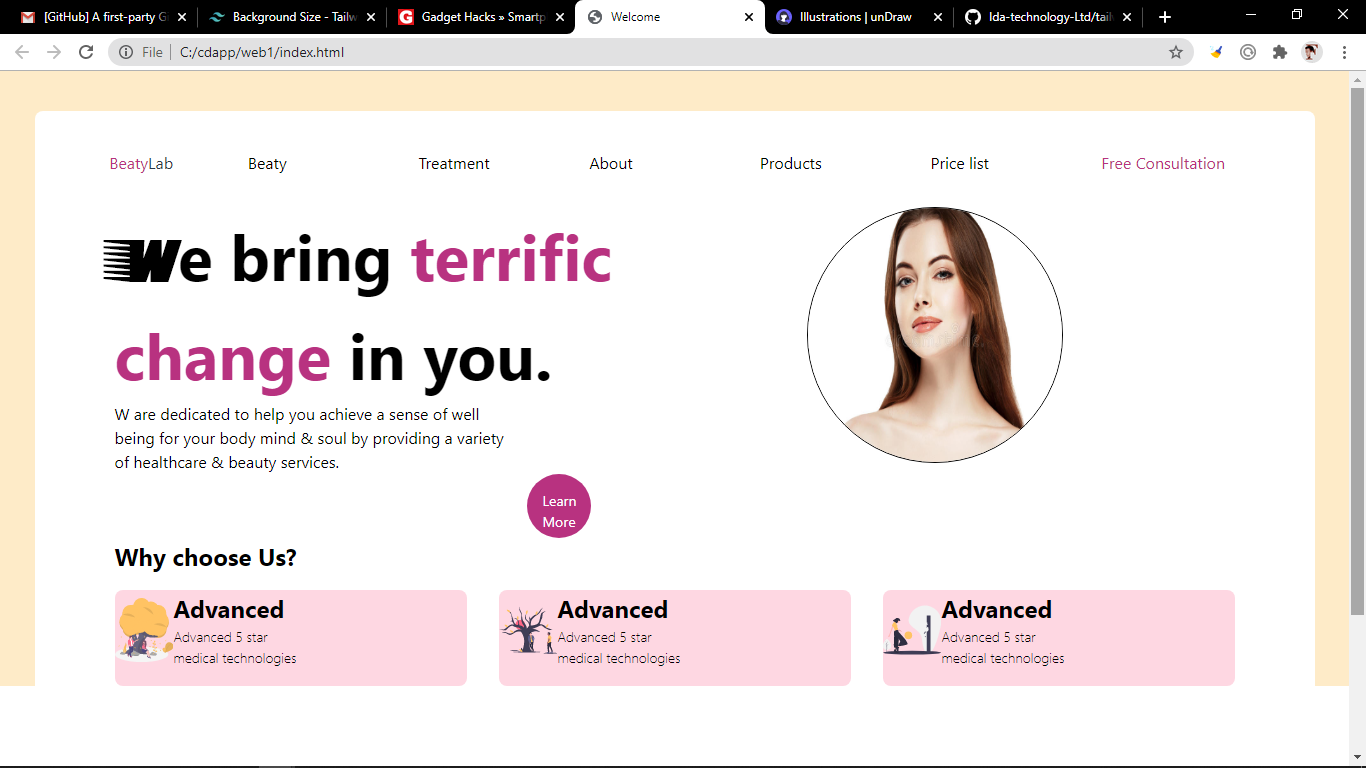 [GitHub] A first-party G
Background Size - Tailw
Gadget Hacks » Smartp
Welcome
Illustrations | unDraw
Ida-technology-Ltd/tail
File
C:/cdapp/web1/index.html
BeatyLab
Beaty
Treatment
About
Products
Price list
Free Consultation
We bring terrific
change in you.
W are dedicated to help you achieve a sense of well
being for your body mind & soul by providing a variety
of healthcare & beauty services.
Learn
More
Why choose Us?
Advanced
Advanced 5 star
medical technologies
Advanced
Advanced 5 star
medical technologies
Advanced
Advanced 5 star
medical technologies